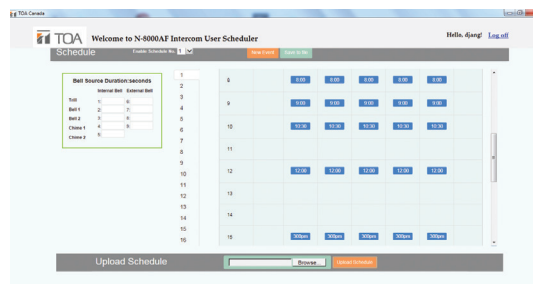 TOA Canada
TOA Welcome to N-8000AF Intercom User Scheduler
Hello, django! Log off
Schedule Enable Schedule No. 1 New Event Save to file
Bell Source Duration:seconds
Internal Bell External Bell
Toll 1: 6:
Bell 1 2: 7:
Bell 2 3: 8:
Chime 1 4: 9:
Chime 2 5:
1
2
3
4
5
6
7
8
9
10
11
12
13
14
15
16
8 8:00 8:00 8:00 8:00 8:00
9 9:00 9:00 9:00 9:00 9:00
10 10:30 10:30 10:30 10:30 10:30
11
12 12:00 12:00 12:00 12:00 12:00
13
14
15 300pm 300pm 300pm 300pm 300pm
Upload Schedule Browse... Upload Schedule